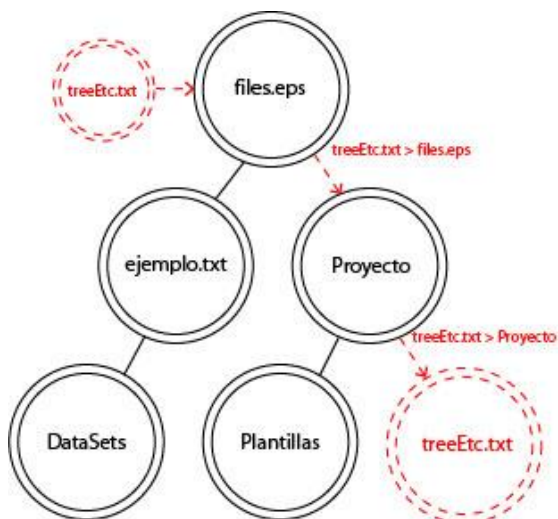 treeEtc.txt
files.eps
treeEtc.txt > files.eps
ejemplo.txt
Proyecto
treeEtc.txt > Proyecto
DataSets
Plantillas
treeEtc.txt